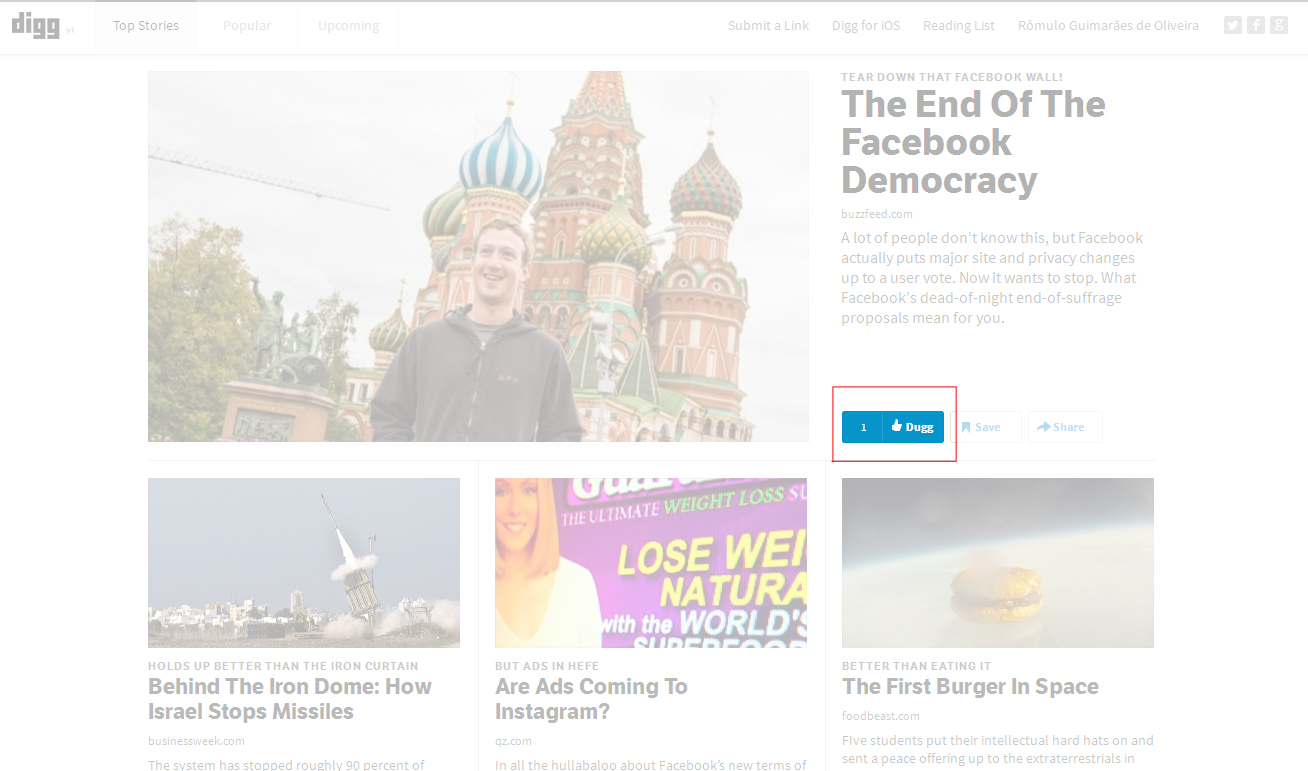 digg v1
Top Stories
Popular
Upcoming
Submit a Link
Digg for iOS
Reading List
Rômulo Guimarães de Oliveira
TEAR DOWN THAT FACEBOOK WALL!
The End Of The
Facebook
Democracy
buzzfeed.com
A lot of people don't know this, but Facebook
actually puts major site and privacy changes
up to a user vote. Now it wants to stop. What
Facebook's dead-of-night end-of-suffrage
proposals mean for you.
1 Dugg
Save
Share
THE ULTIMATE WEIGHT LOSS SU
LOSE WEI
NATURA
with the WORLD'S
SUPERFOOD
HOLDS UP BETTER THAN THE IRON CURTAIN
Behind The Iron Dome: How
Israel Stops Missiles
businessweek.com
The system has stopped roughly 90 percent of
BUT ADS IN HEFE
Are Ads Coming To
Instagram?
qz.com
In all the hullabaloo about Facebook's new terms of
BETTER THAN EATING IT
The First Burger In Space
foodbeast.com
FIve students put their intellectual hard hats on and
sent a peace offering up to the extraterrestrials in